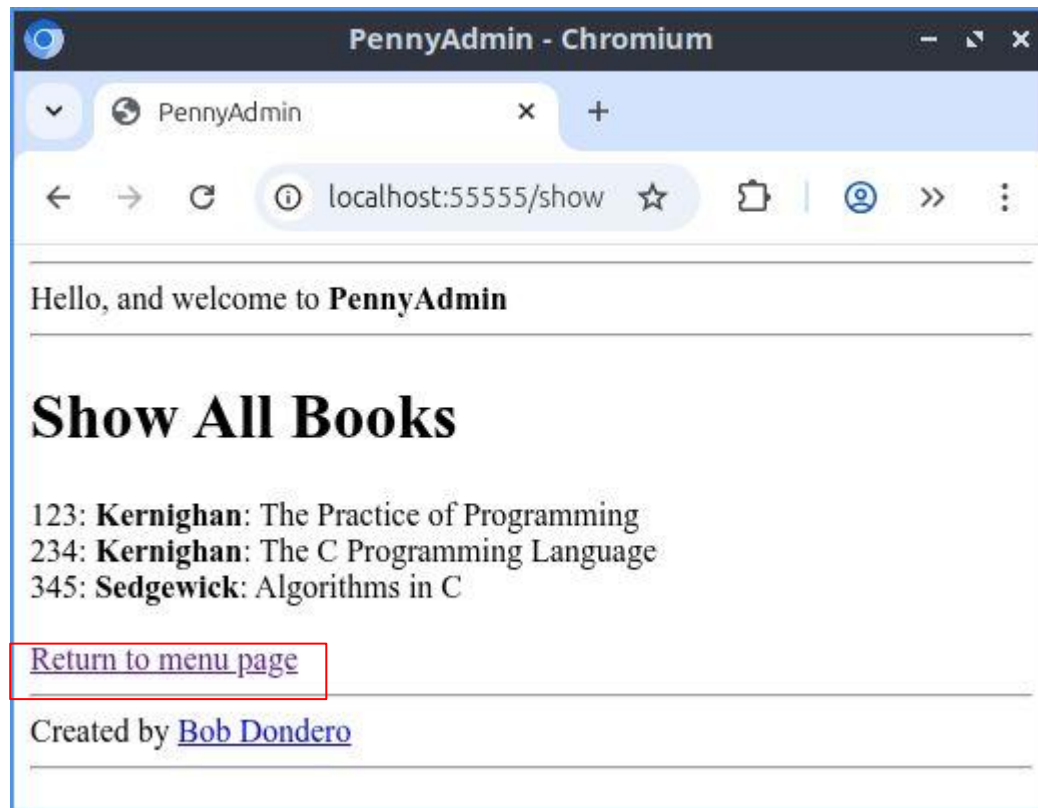 PennyAdmin - Chromium
PennyAdmin
localhost:55555/show
Hello, and welcome to PennyAdmin
Show All Books
123: Kernighan: The Practice of Programming
234: Kernighan: The C Programming Language
345: Sedgewick: Algorithms in C
Return to menu page
Created by Bob Dondero